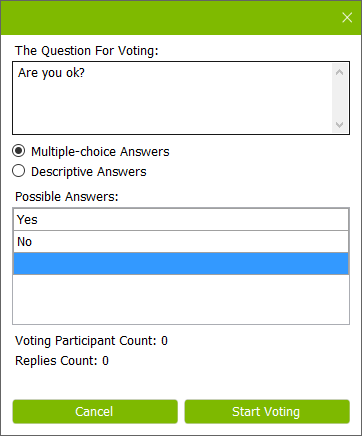 The Question For Voting:
Are you ok?
Multiple-choice Answers
Descriptive Answers
Possible Answers:
Yes
No
Voting Participant Count: 0
Replies Count: 0
Cancel
Start Voting